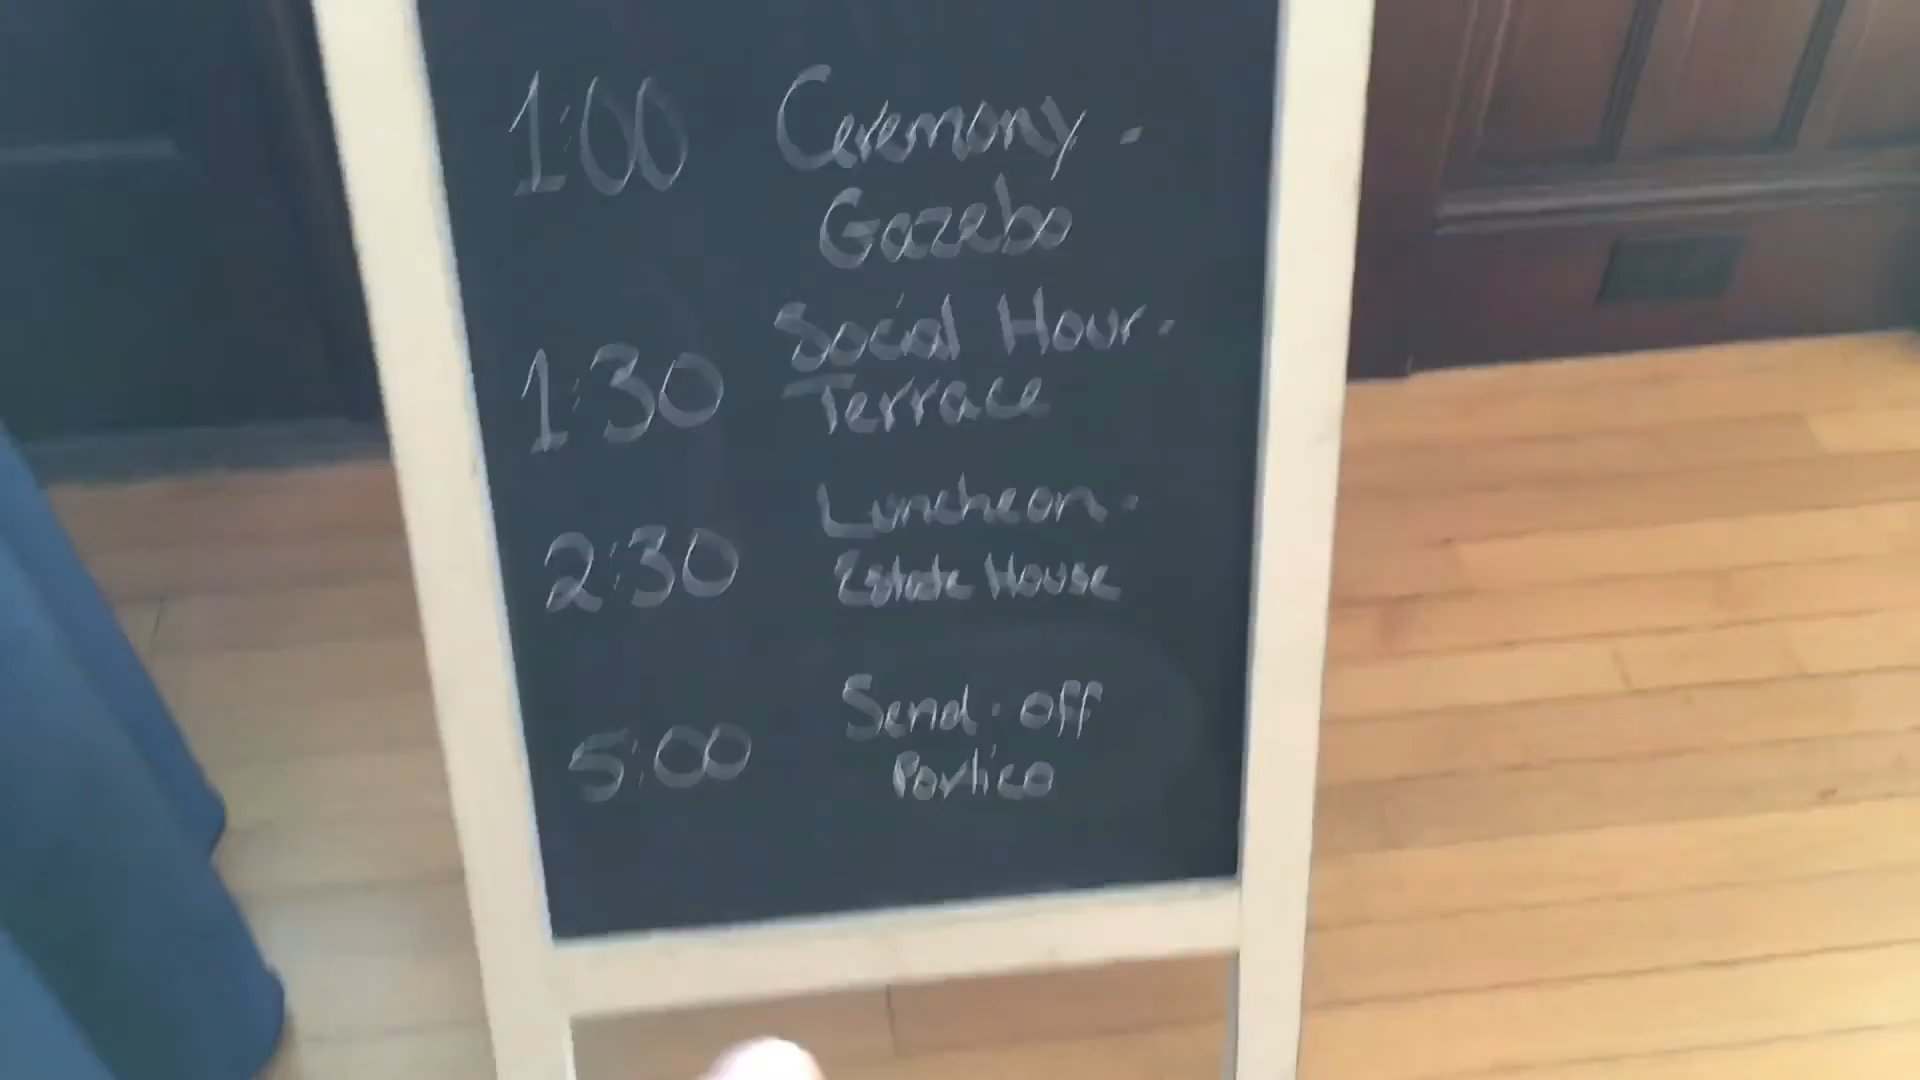 1:00 Ceremony -
Gazebo
1:30 Social Hour -
Terrace
2:30 Luncheon -
Estate House
5:00 Send-off
Portico